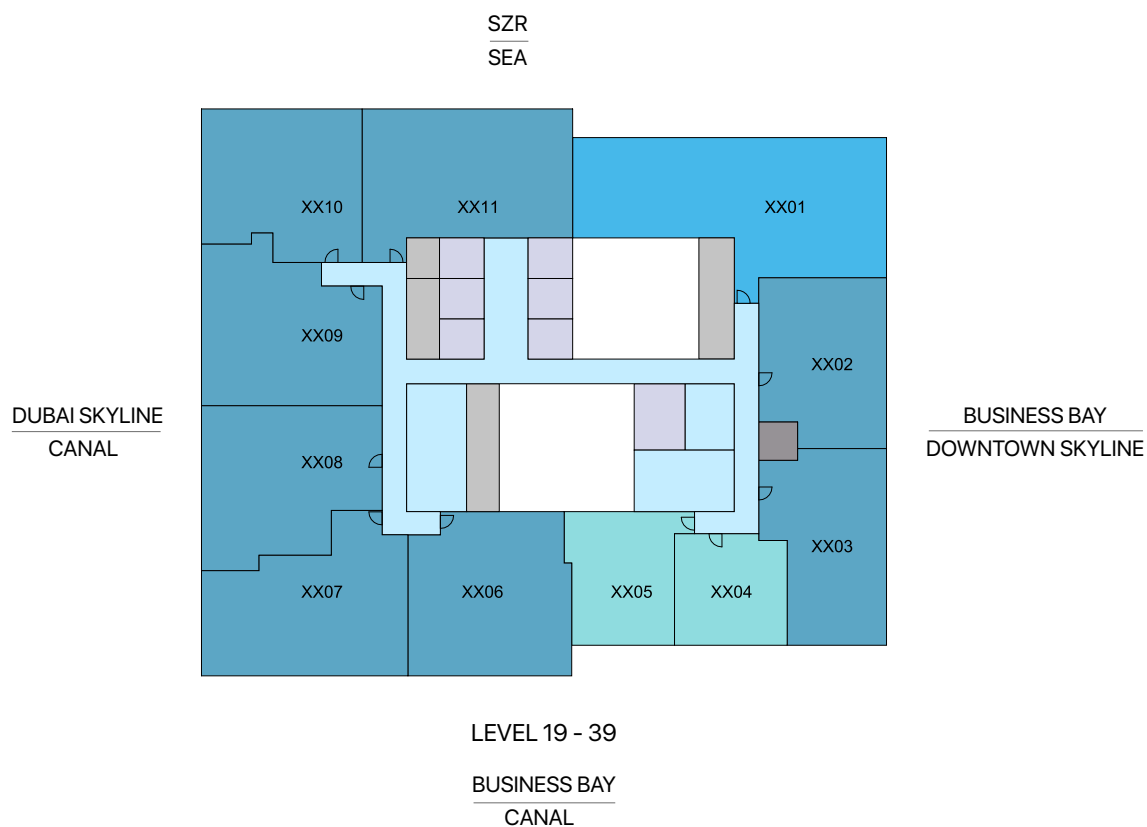 SZR
SEA
XX10
XX11
XX01
XX09
XX02
DUBAI SKYLINE
CANAL
BUSINESS BAY
DOWNTOWN SKYLINE
XX08
XX03
XX07
XX06
XX05
XX04
LEVEL 19 - 39
BUSINESS BAY
CANAL